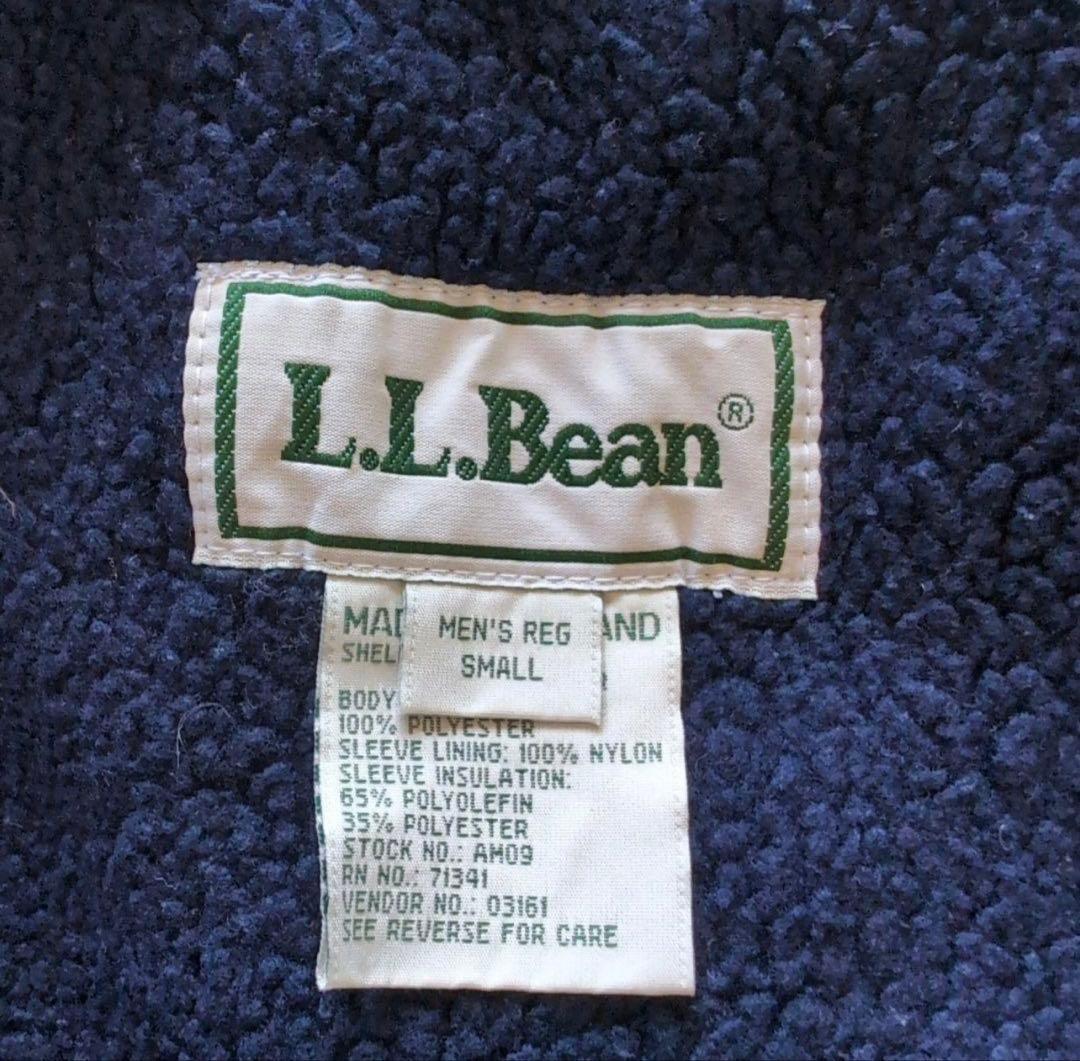 L.L.Bean®
MEN'S REG
SMALL
BODY
100% POLYESTER
SLEEVE LINING: 100% NYLON
SLEEVE INSULATION:
65% POLYOLEFIN
35% POLYESTER
STOCK NO.: AM09
RN NO.: 71341
VENDOR NO.: 03161
SEE REVERSE FOR CARE